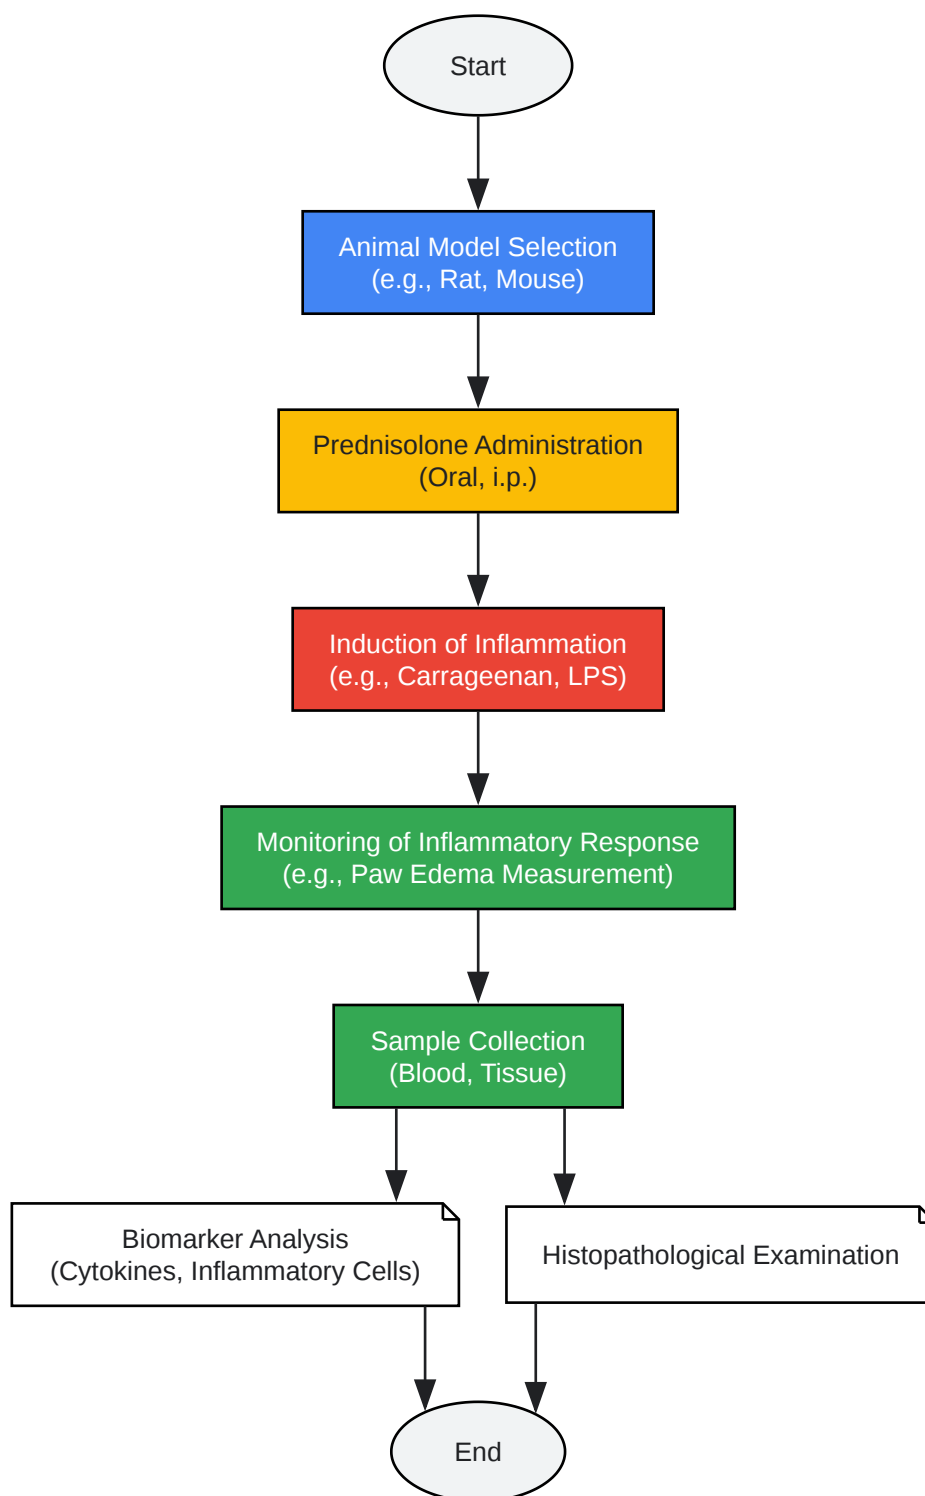 Start
Animal Model Selection
(e.g., Rat, Mouse)
Prednisolone Administration
(Oral, i.p.)
Induction of Inflammation
(e.g., Carrageenan, LPS)
Monitoring of Inflammatory Response
(e.g., Paw Edema Measurement)
Sample Collection
(Blood, Tissue)
Biomarker Analysis
(Cytokines, Inflammatory Cells)
Histopathological Examination
End